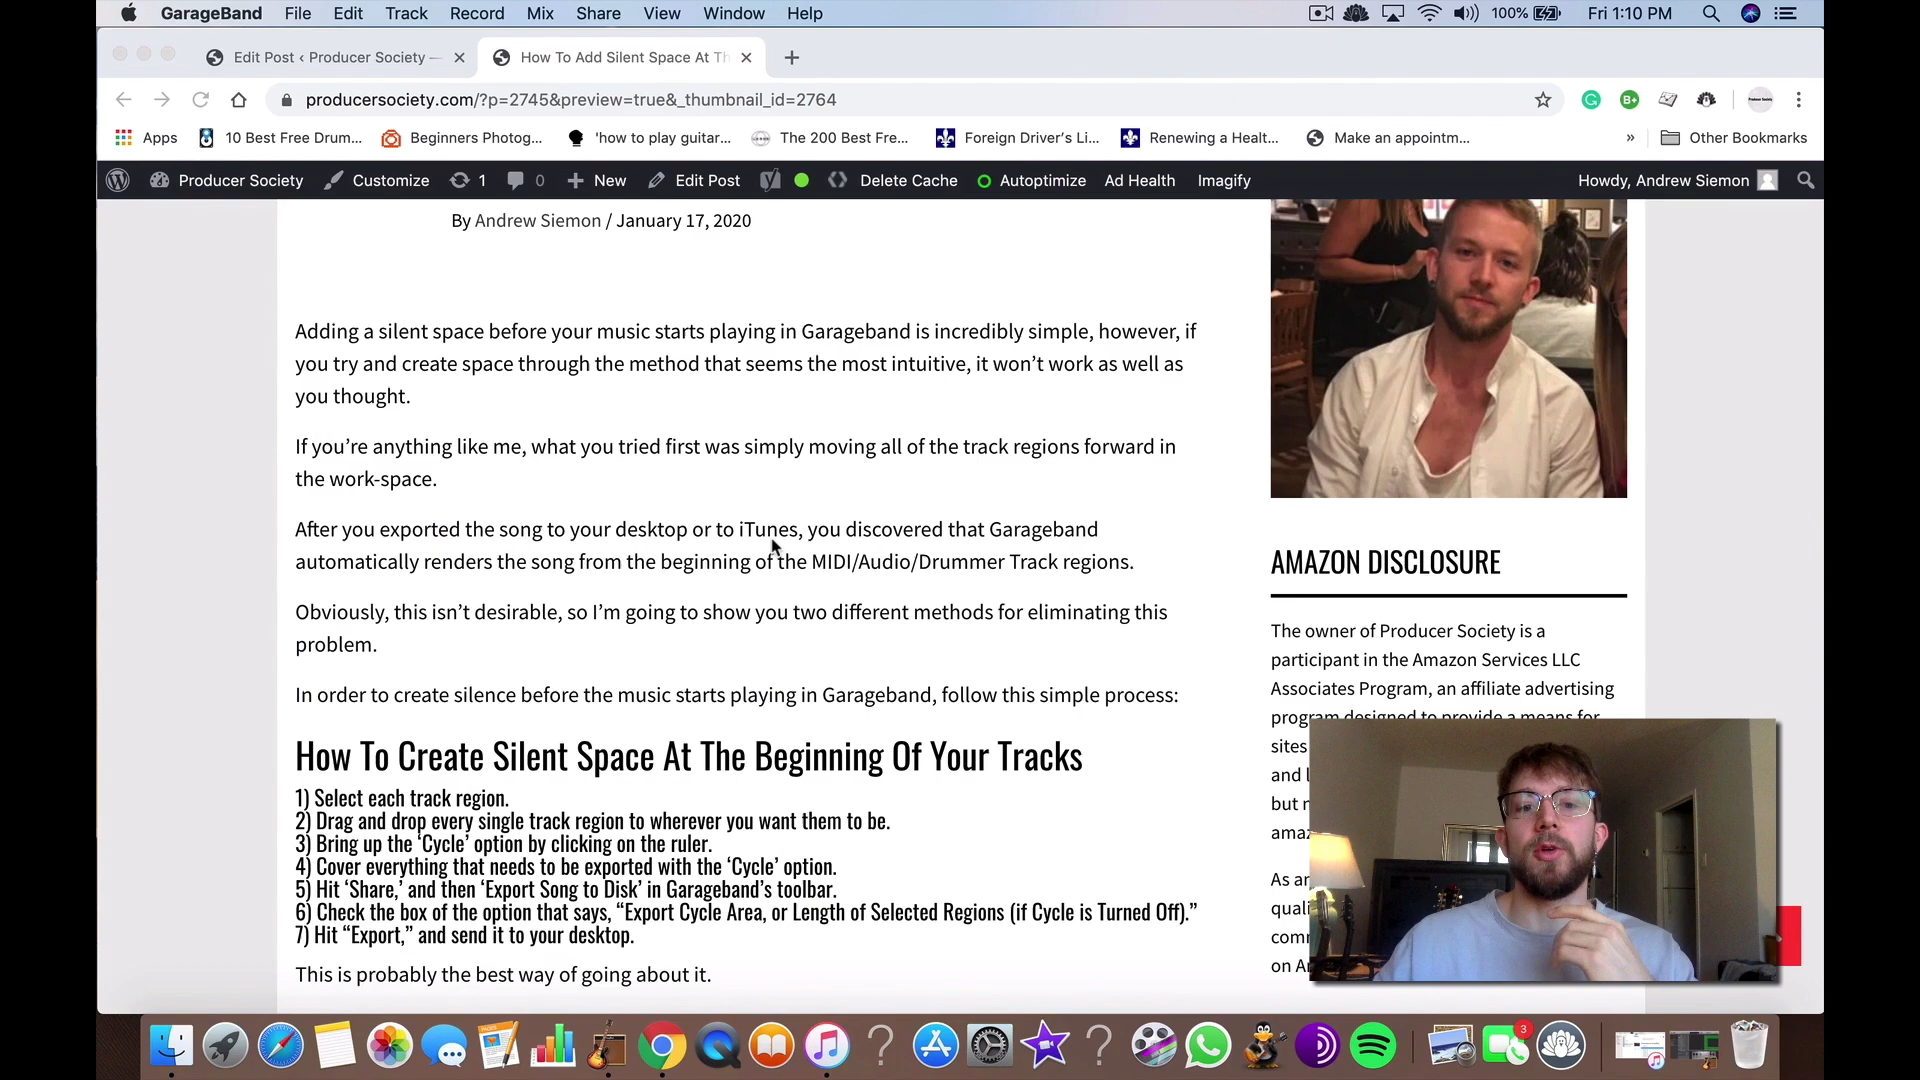 GarageBand File Edit Track Record Mix Share View Window Help 100% Fri 1:10 PM
Edit Post ‹ Producer Society — How To Add Silent Space At Th
producersociety.com/?p=2745&preview=true&_thumbnail_id=2764
Apps 10 Best Free Drum... Beginners Photog... 'how to play guitar... The 200 Best Fre... Foreign Driver's Li... Renewing a Healt... Make an appointm... » Other Bookmarks
Producer Society Customize 1 0 New Edit Post Delete Cache Autoptimize Ad Health Imagify Howdy, Andrew Siemon
By Andrew Siemon / January 17, 2020
Adding a silent space before your music starts playing in Garageband is incredibly simple, however, if
you try and create space through the method that seems the most intuitive, it won't work as well as
you thought.
If you're anything like me, what you tried first was simply moving all of the track regions forward in
the work-space.
After you exported the song to your desktop or to iTunes, you discovered that Garageband
automatically renders the song from the beginning of the MIDI/Audio/Drummer Track regions.
Obviously, this isn't desirable, so I'm going to show you two different methods for eliminating this
problem.
In order to create silence before the music starts playing in Garageband, follow this simple process:
How To Create Silent Space At The Beginning Of Your Tracks
1) Select each track region.
2) Drag and drop every single track region to wherever you want them to be.
3) Bring up the 'Cycle' option by clicking on the ruler.
4) Cover everything that needs to be exported with the 'Cycle' option.
5) Hit 'Share,' and then 'Export Song to Disk' in Garageband's toolbar.
6) Check the box of the option that says, "Export Cycle Area, or Length of Selected Regions (if Cycle is Turned Off)."
7) Hit "Export," and send it to your desktop.
This is probably the best way of going about it.
AMAZON DISCLOSURE
The owner of Producer Society is a
participant in the Amazon Services LLC
Associates Program, an affiliate advertising
program designed to provide a means for
sites
and
but
As
on
3